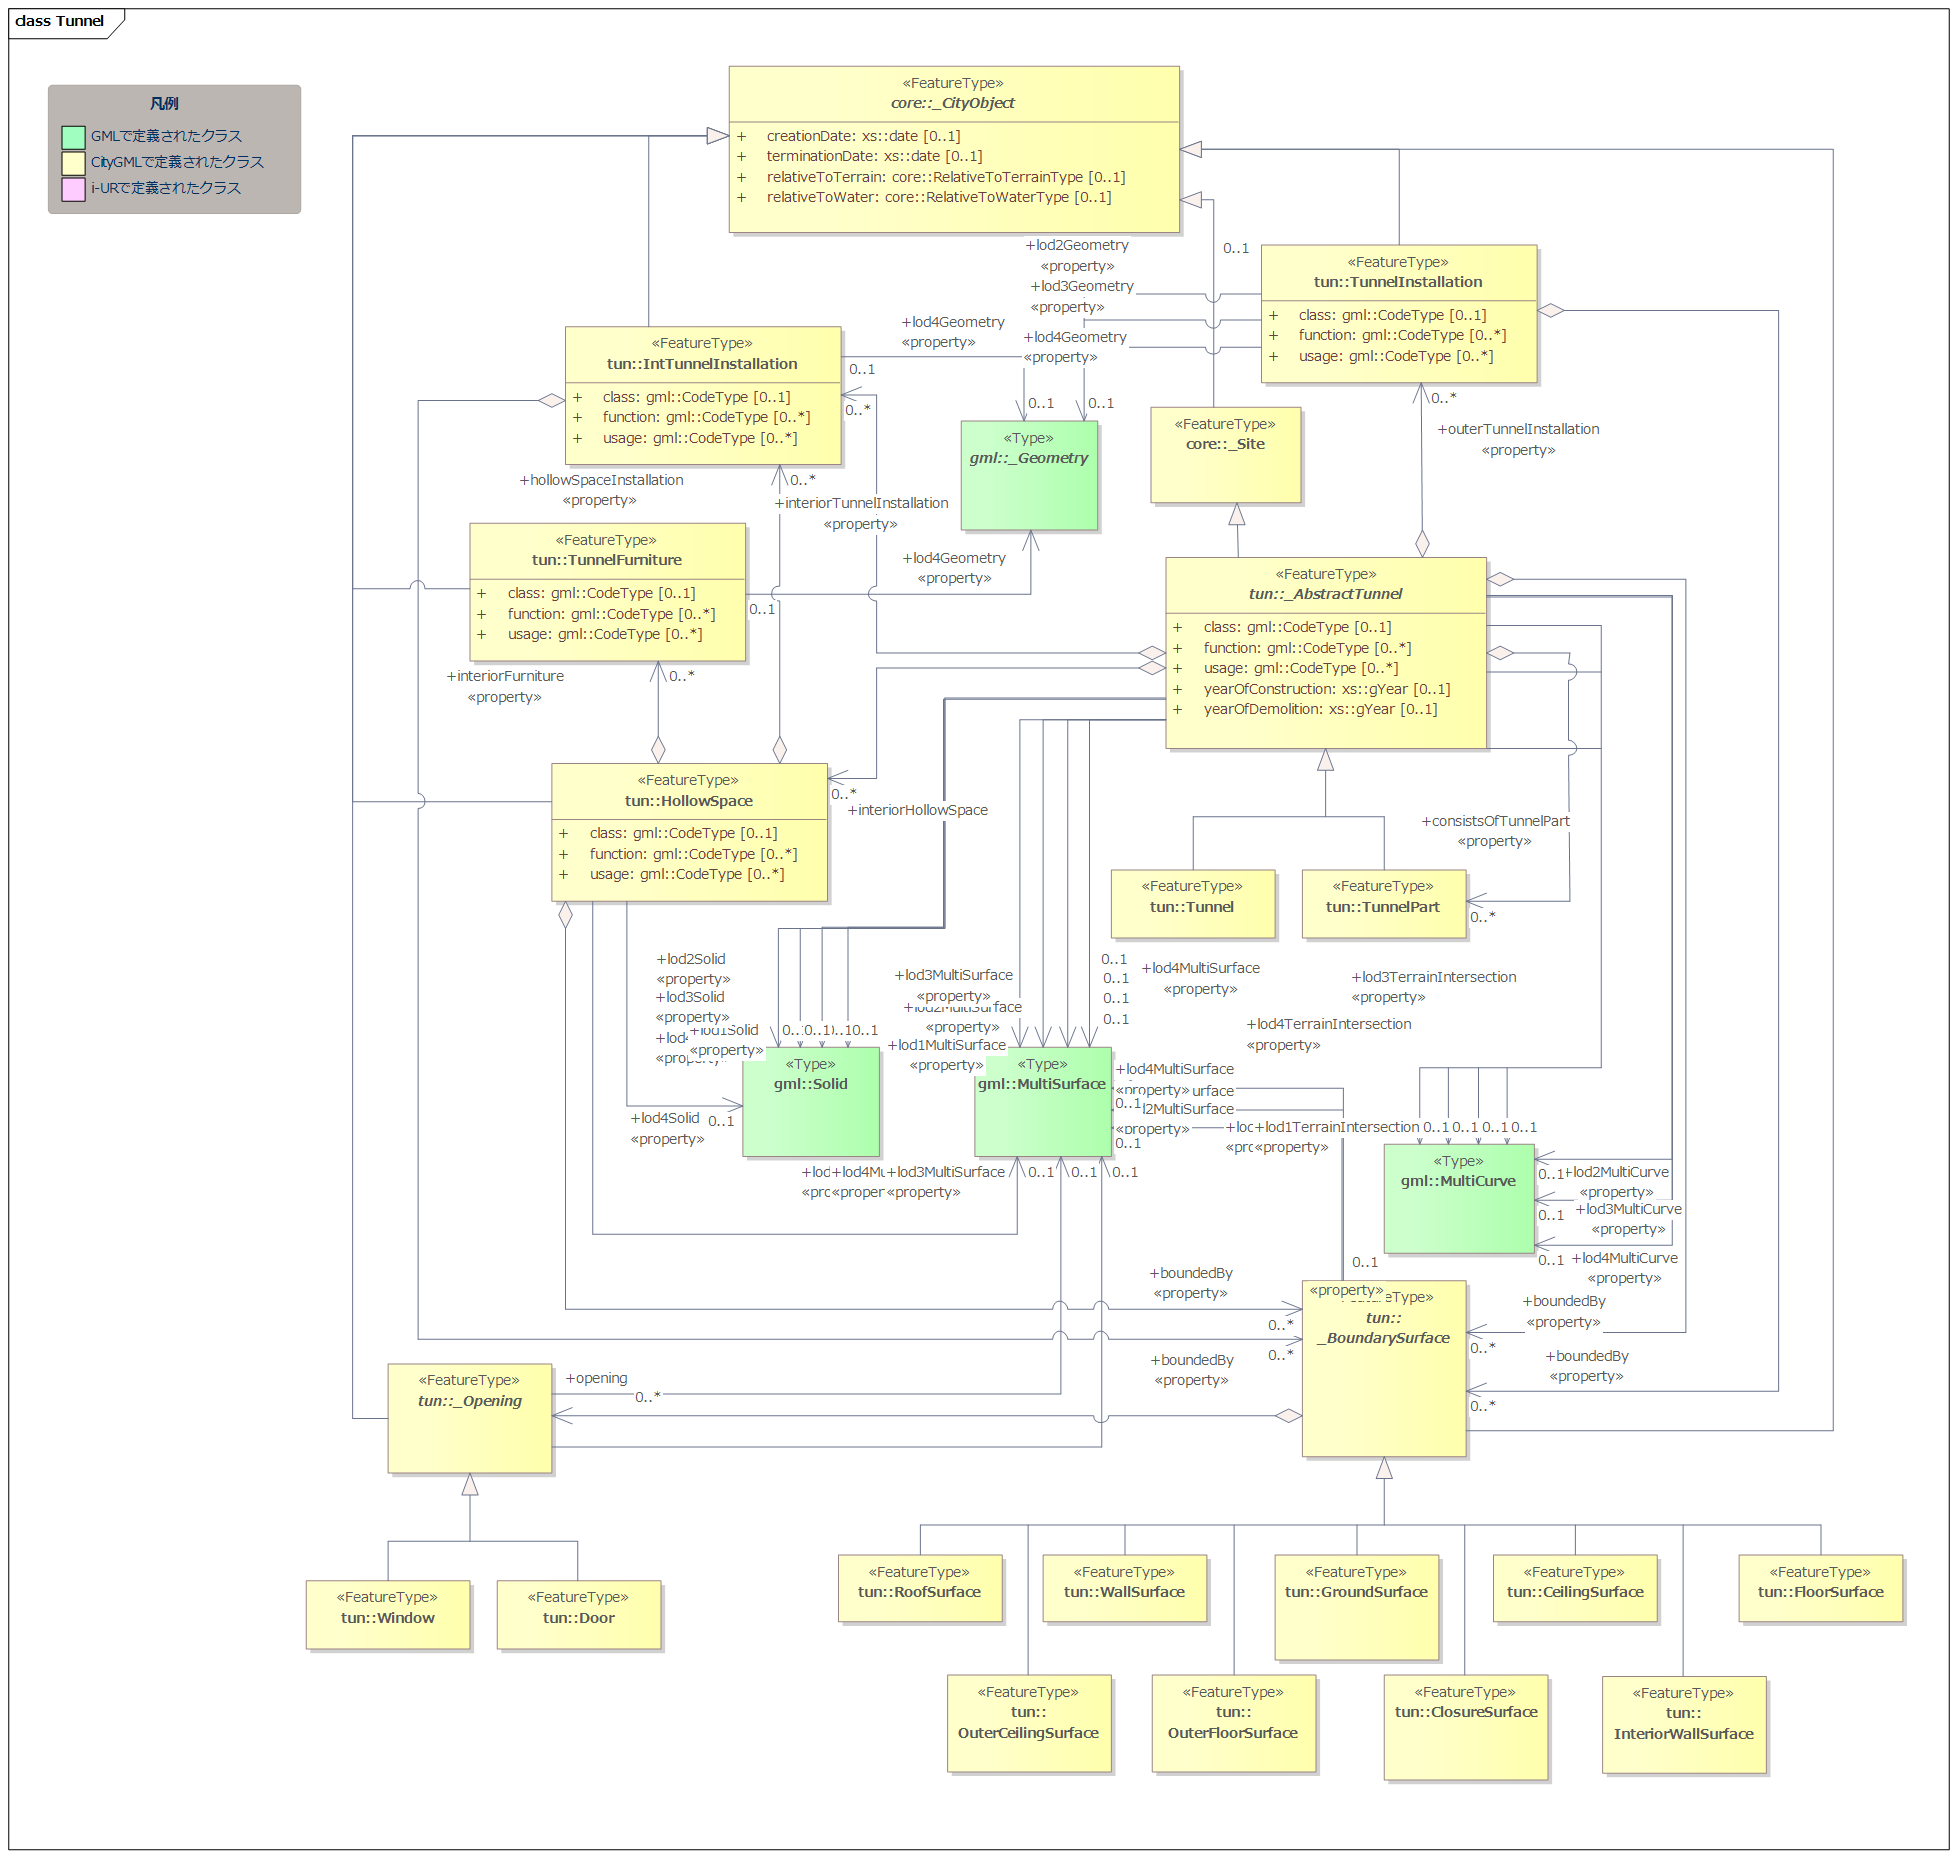 class Tunnel
凡例
GMLで定義されたクラス
CityGMLで定義されたクラス
i-URで定義されたクラス
«FeatureType»
core::_CityObject
+ creationDate: xs::date [0..1]
+ terminationDate: xs::date [0..1]
+ relativeToTerrain: core::RelativeToTerrainType [0..1]
+ relativeToWater: core::RelativeToWaterType [0..1]
+lod2Geometry
«property»
0..1
+lod3Geometry
«property»
+lod4Geometry
«property»
«FeatureType»
tun::TunnelInstallation
+ class: gml::CodeType [0..1]
+ function: gml::CodeType [0..*]
+ usage: gml::CodeType [0..*]
«FeatureType»
tun::IntTunnelInstallation
+ class: gml::CodeType [0..1]
+ function: gml::CodeType [0..*]
+ usage: gml::CodeType [0..*]
+lod4Geometry
«property»
0..1
0..*
0..1
0..1
«Type»
gml::_Geometry
«FeatureType»
core::_Site
0..*
+outerTunnelInstallation
«property»
+hollowSpaceInstallation
«property»
0..*
+interiorTunnelInstallation
«property»
«FeatureType»
tun::TunnelFurniture
+ class: gml::CodeType [0..1]
+ function: gml::CodeType [0..*]
+ usage: gml::CodeType [0..*]
+lod4Geometry
«property»
0..1
«FeatureType»
tun::_AbstractTunnel
+ class: gml::CodeType [0..1]
+ function: gml::CodeType [0..*]
+ usage: gml::CodeType [0..*]
+ yearOfConstruction: xs::gYear [0..1]
+ yearOfDemolition: xs::gYear [0..1]
+interiorFurniture
«property»
0..*
«FeatureType»
tun::HollowSpace
+ class: gml::CodeType [0..1]
+ function: gml::CodeType [0..*]
+ usage: gml::CodeType [0..*]
0..*
+interiorHollowSpace
+consistsOfTunnelPart
«property»
«FeatureType»
tun::Tunnel
«FeatureType»
tun::TunnelPart
0..*
+lod2Solid
«property»
+lod3Solid
«property»
+lod1Solid
«property»
0..1
0..1
«Type»
gml::Solid
+lod4Solid
«property»
0..1
+lod3MultiSurface
«property»
+lod2MultiSurface
«property»
+lod1MultiSurface
«property»
0..1
0..1
0..1
0..1
+lod4MultiSurface
«property»
«Type»
gml::MultiSurface
+lod3TerrainIntersection
«property»
+lod4TerrainIntersection
«property»
+lod4MultiSurface
«property»
0..1
«property»
0..1
+lod1TerrainIntersection
«property»
0..1
0..1
0..1
0..1
+lod3MultiSurface
«property»
0..1
0..1
0..1
«Type»
gml::MultiCurve
0..1
+lod2MultiCurve
«property»
0..1
+lod3MultiCurve
«property»
0..1
+lod4MultiCurve
«property»
+boundedBy
«property»
0..*
0..1
«property»
tun::
_BoundarySurface
+boundedBy
«property»
0..*
+boundedBy
«property»
0..*
+boundedBy
«property»
0..*
«FeatureType»
tun::_Opening
+opening
0..*
«FeatureType»
tun::Window
«FeatureType»
tun::Door
«FeatureType»
tun::RoofSurface
«FeatureType»
tun::WallSurface
«FeatureType»
tun::GroundSurface
«FeatureType»
tun::CeilingSurface
«FeatureType»
tun::FloorSurface
«FeatureType»
tun::
OuterCeilingSurface
«FeatureType»
tun::
OuterFloorSurface
«FeatureType»
tun::ClosureSurface
«FeatureType»
tun::
InteriorWallSurface